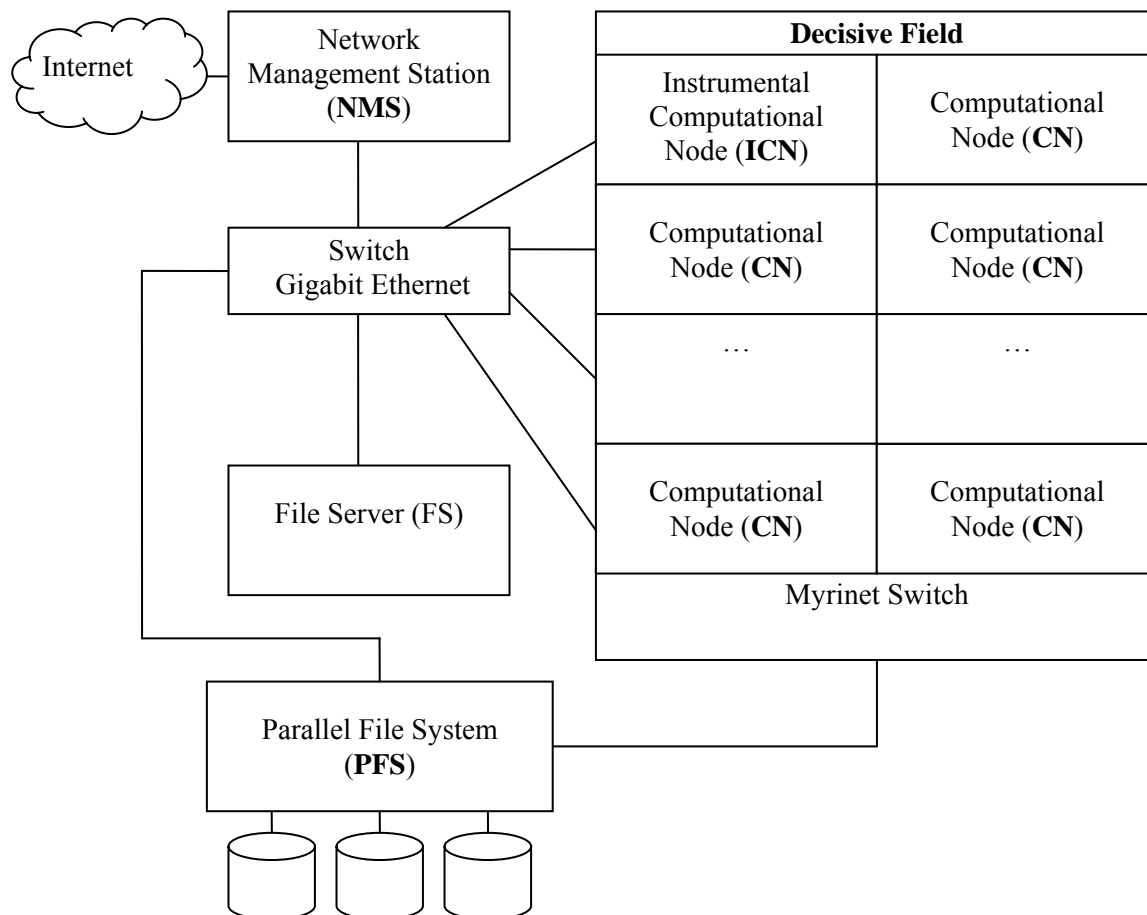 Internet
Network
Management Station
(NMS)
Switch
Gigabit Ethernet
File Server (FS)
Parallel File System
(PFS)
Decisive Field
Instrumental
Computational
Node (ICN)
Computational
Node (CN)
Computational
Node (CN)
Computational
Node (CN)
…
…
Computational
Node (CN)
Computational
Node (CN)
Myrinet Switch